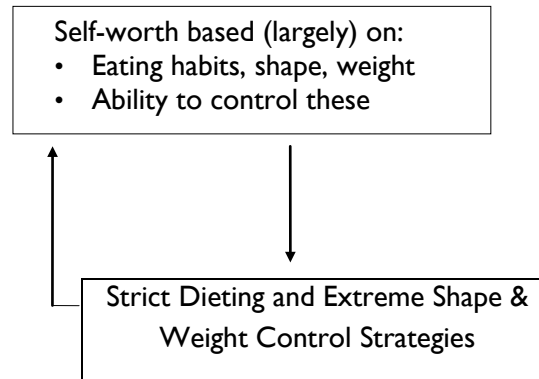 Self-worth based (largely) on:
• Eating habits, shape, weight
• Ability to control these
Strict Dieting and Extreme Shape &
Weight Control Strategies